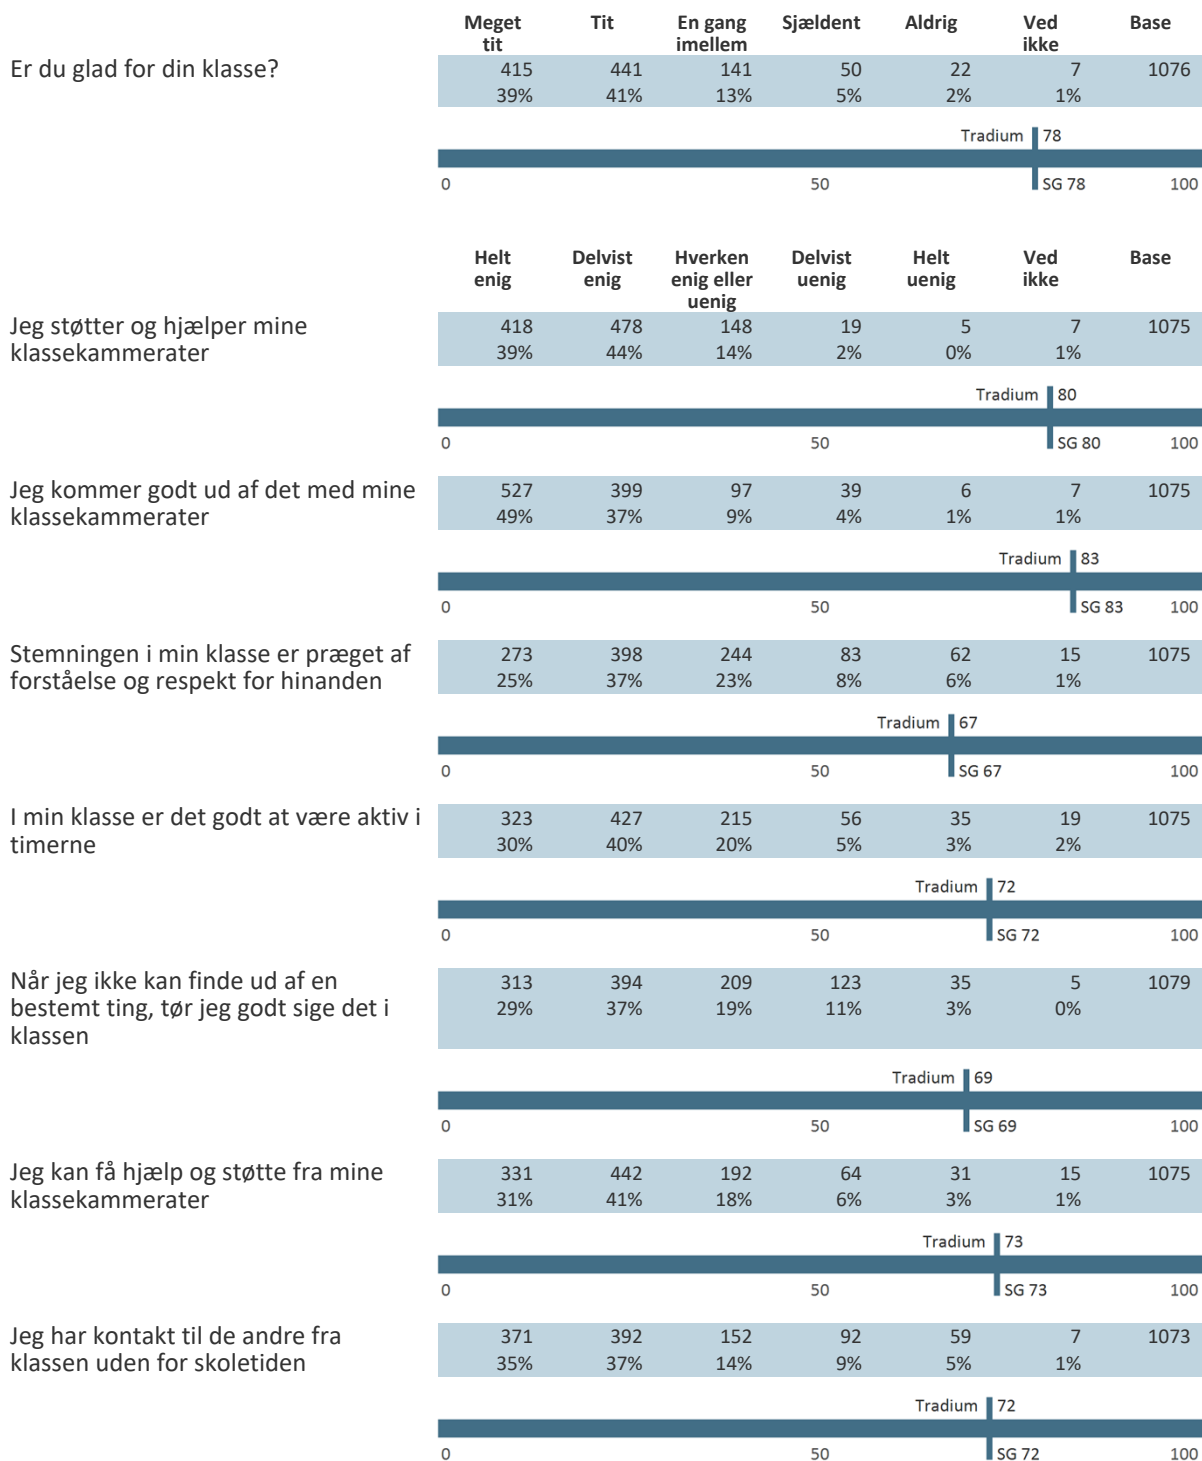 Meget tit Tit En gang imellem Sjældent Aldrig Ved ikke Base
Er du glad for din klasse? 415 441 141 50 22 7 1076
39% 41% 13% 5% 2% 1%
Tradium 78
0 50 SG 78 100
Helt enig Delvist enig Hverken enig eller uenig Delvist uenig Helt uenig Ved ikke Base
Jeg støtter og hjælper mine 418 478 148 19 5 7 1075
klassekammerater 39% 44% 14% 2% 0% 1%
Tradium 80
0 50 SG 80 100
Jeg kommer godt ud af det med mine 527 399 97 39 6 7 1075
klassekammerater 49% 37% 9% 4% 1% 1%
Tradium 83
0 50 SG 83 100
Stemningen i min klasse er præget af 273 398 244 83 62 15 1075
forståelse og respekt for hinanden 25% 37% 23% 8% 6% 1%
Tradium 67
0 50 SG 67 100
I min klasse er det godt at være aktiv i 323 427 215 56 35 19 1075
timerne 30% 40% 20% 5% 3% 2%
Tradium 72
0 50 SG 72 100
Når jeg ikke kan finde ud af en 313 394 209 123 35 5 1079
bestemt ting, tør jeg godt sige det i 29% 37% 19% 11% 3% 0%
klassen
Tradium 69
0 50 SG 69 100
Jeg kan få hjælp og støtte fra mine 331 442 192 64 31 15 1075
klassekammerater 31% 41% 18% 6% 3% 1%
Tradium 73
0 50 SG 73 100
Jeg har kontakt til de andre fra 371 392 152 92 59 7 1073
klassen uden for skoletiden 35% 37% 14% 9% 5% 1%
Tradium 72
0 50 SG 72 100